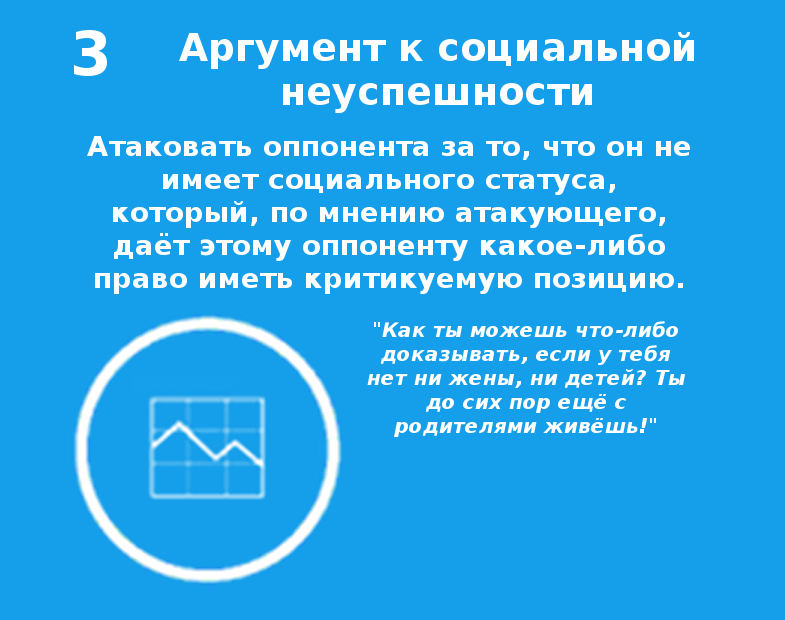 3
Аргумент к социальной
неуспешности
Атаковать оппонента за то, что он не
имеет социального статуса,
который, по мнению атакующего,
даёт этому оппоненту какое-либо
право иметь критикуемую позицию.
"Как ты можешь что-либо
доказывать, если у тебя
нет ни жены, ни детей? Ты
до сих пор ещё с
родителями живёшь!"